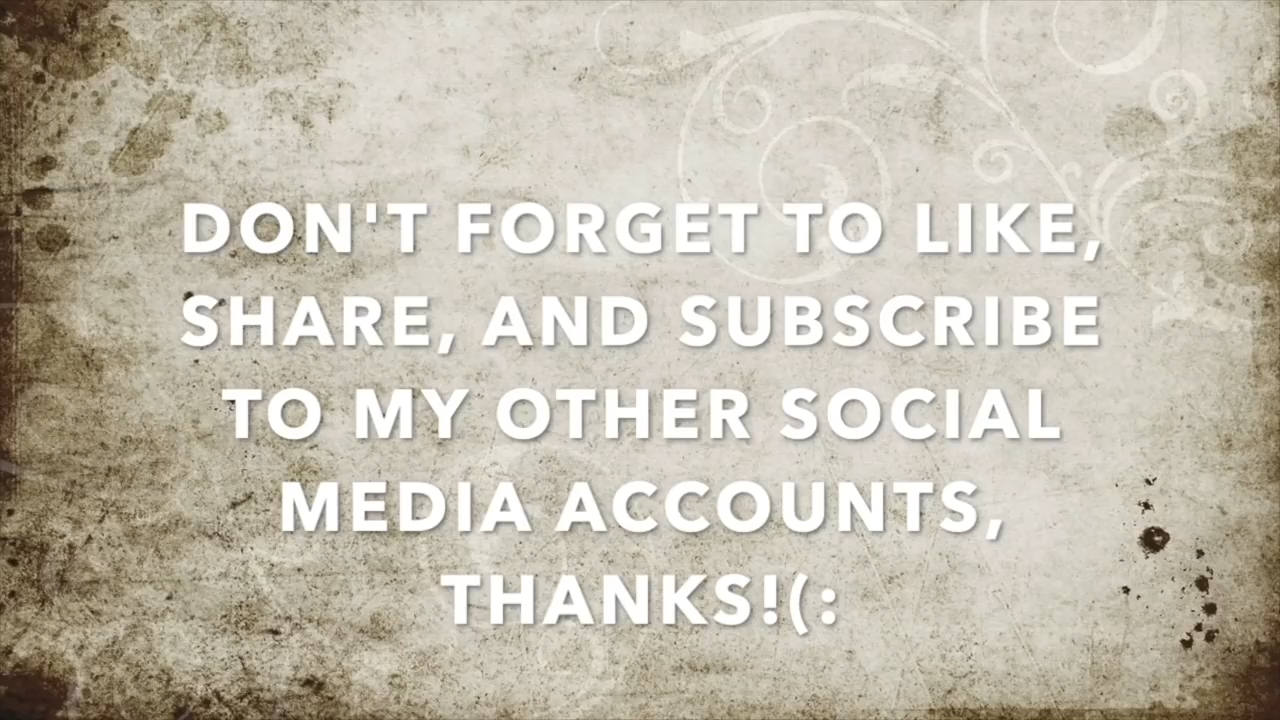 DON'T FORGET TO LIKE,
SHARE, AND SUBSCRIBE
TO MY OTHER SOCIAL
MEDIA ACCOUNTS,
THANKS!(: